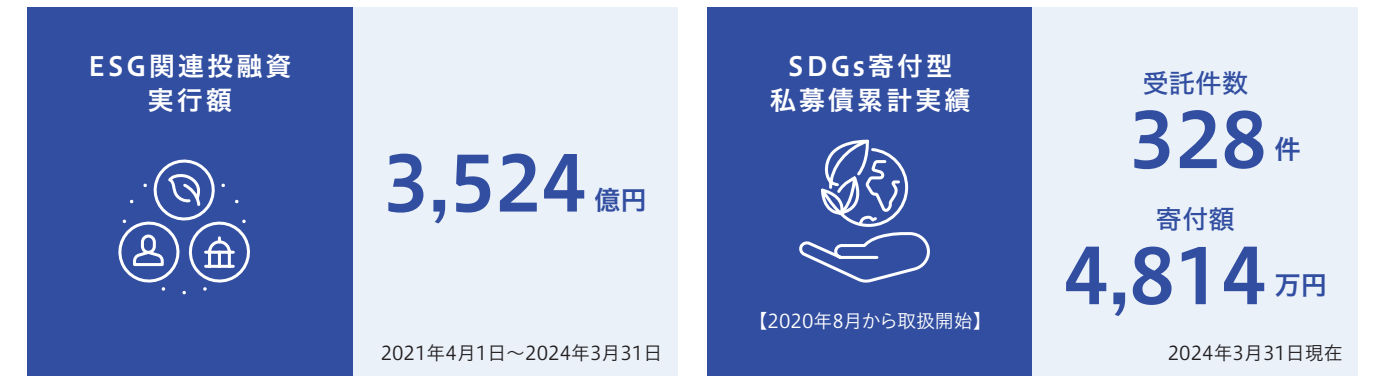 ESG関連投融資
実行額
3,524億円
2021年4月1日～2024年3月31日
SDGs寄付型
私募債累計実績
【2020年8月から取扱開始】
受託件数
328件
寄付額
4,814万円
2024年3月31日現在